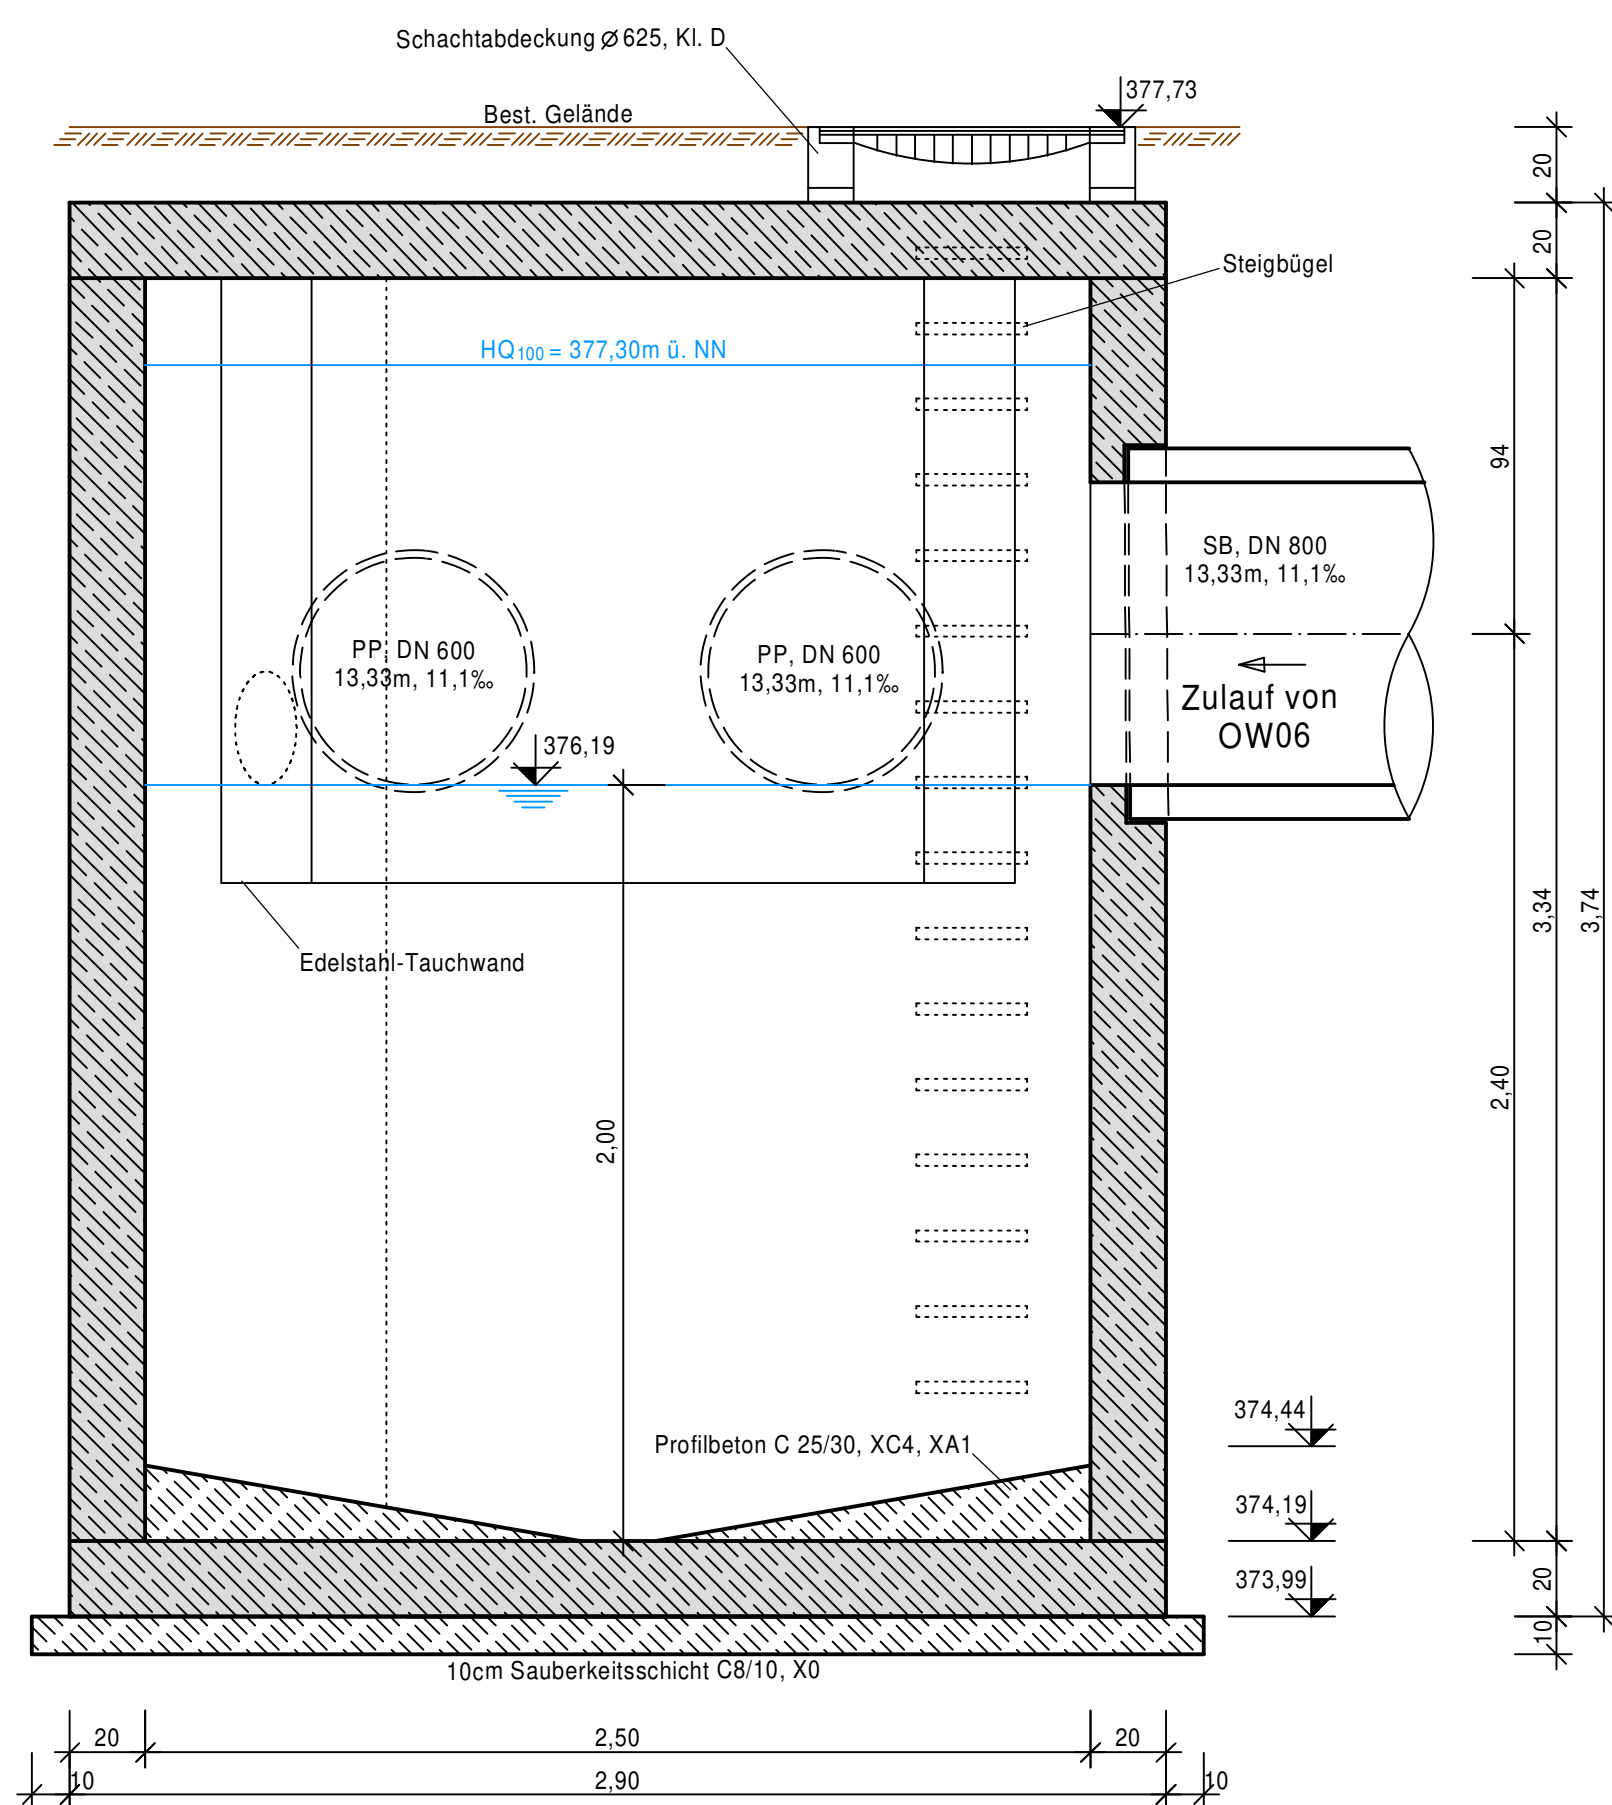 Schachtabdeckung ⌀ 625, Kl. D
377,73
Best. Gelände
20
20
Steigbügel
HQ100 = 377,30m ü. NN
94
SB, DN 800
13,33m, 11,1‰
PP, DN 600
13,33m, 11,1‰
PP, DN 600
13,33m, 11,1‰
Zulauf von
OW06
376,19
3,34
3,74
Edelstahl-Tauchwand
2,40
2,00
374,44
Profilbeton C 25/30, XC4, XA1
374,19
373,99
20
10
10cm Sauberkeitsschicht C8/10, X0
20
2,50
20
10
2,90
10